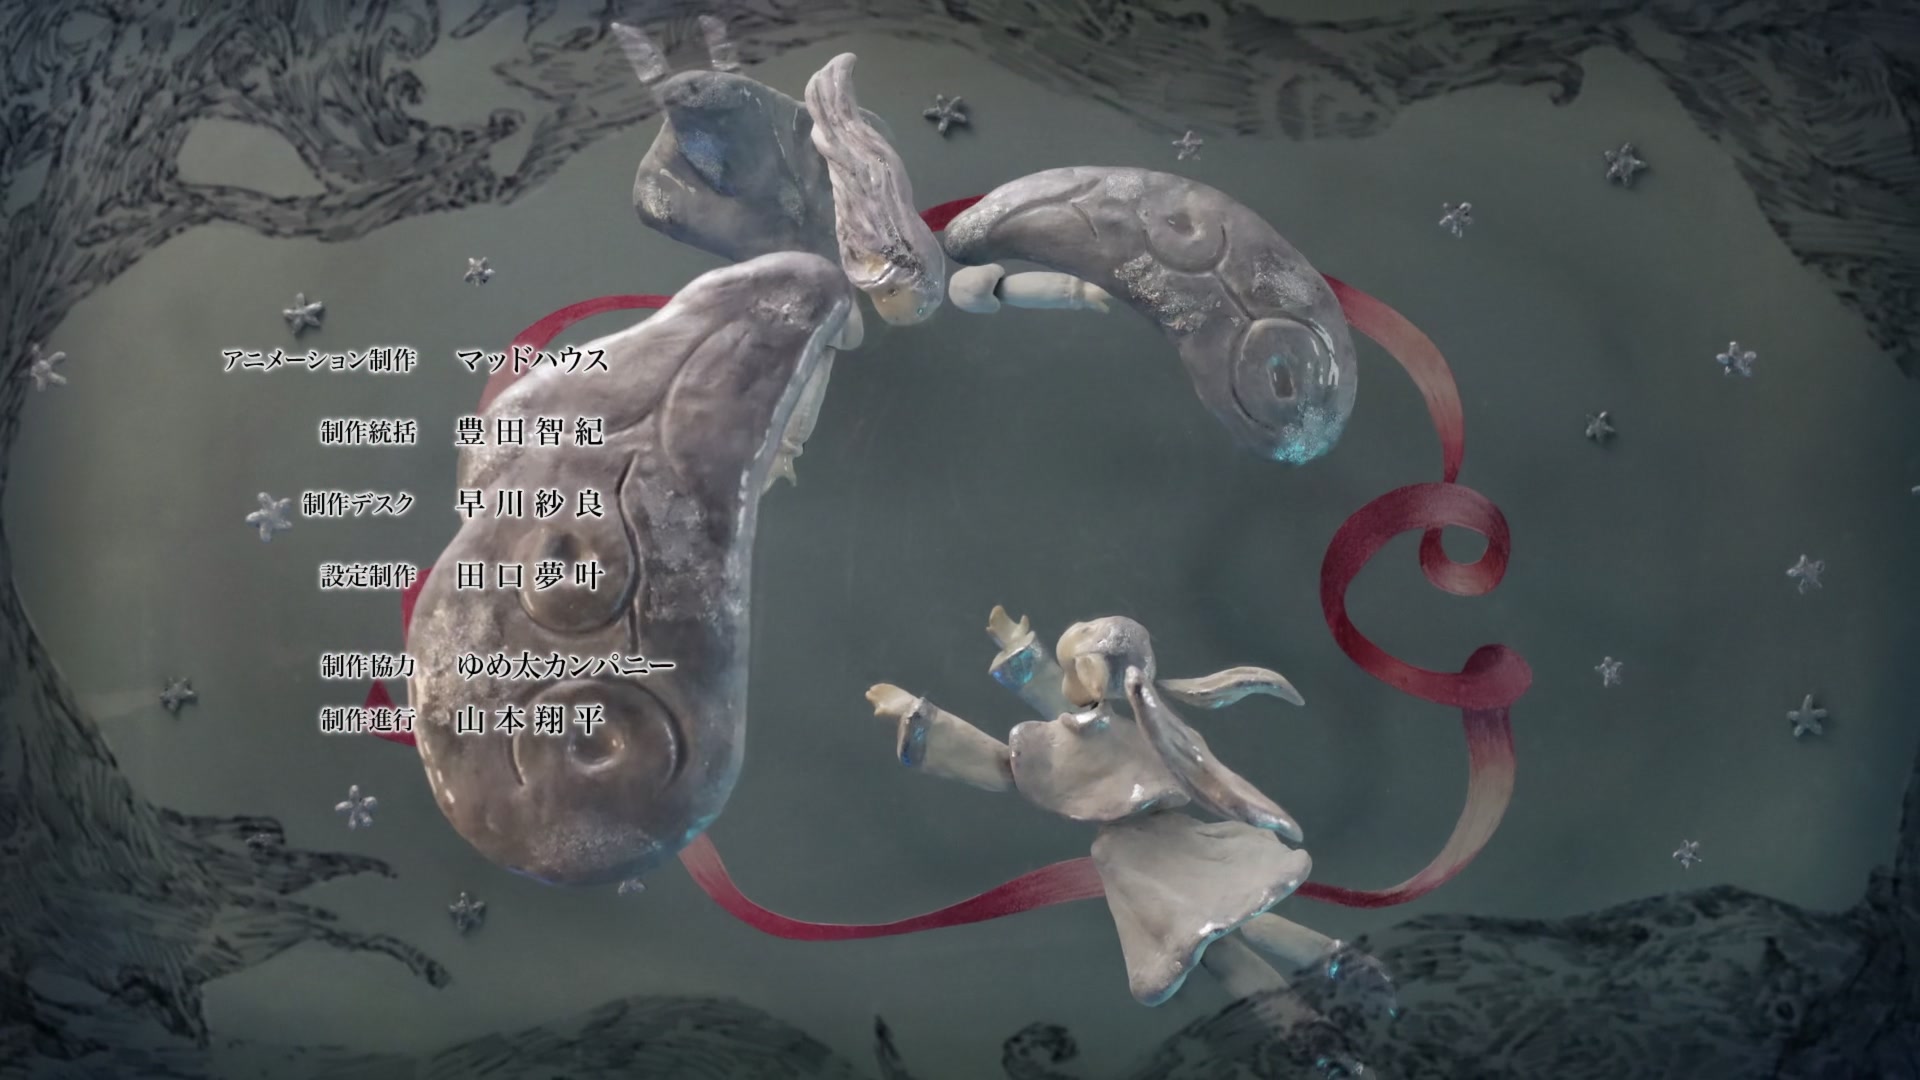 アニメーション制作 マッドハウス
制作統括 豊田智紀
制作デスク 早川紗良
設定制作 田口夢叶
制作協力 ゆめ太カンパニー
制作進行 山本翔平